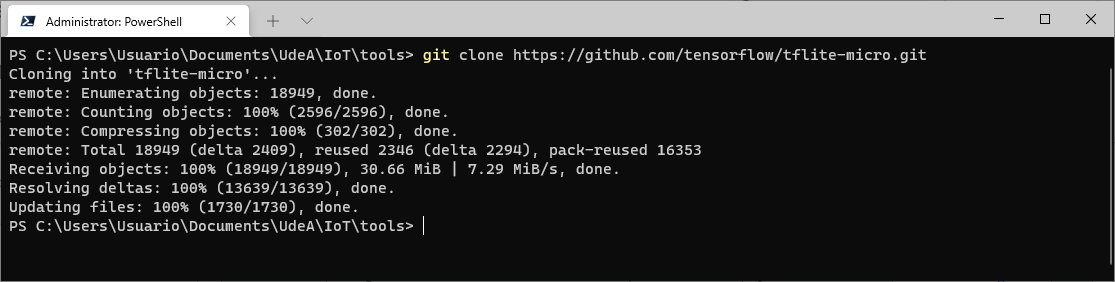 Administrator: PowerShell
PS C:\Users\Usuario\Documents\UdeA\IoT\tools> git clone https://github.com/tensorflow/tflite-micro.git
Cloning into 'tflite-micro'...
remote: Enumerating objects: 18949, done.
remote: Counting objects: 100% (2596/2596), done.
remote: Compressing objects: 100% (302/302), done.
remote: Total 18949 (delta 2409), reused 2346 (delta 2294), pack-reused 16353
Receiving objects: 100% (18949/18949), 30.66 MiB | 7.29 MiB/s, done.
Resolving deltas: 100% (13639/13639), done.
Updating files: 100% (1730/1730), done.
PS C:\Users\Usuario\Documents\UdeA\IoT\tools>